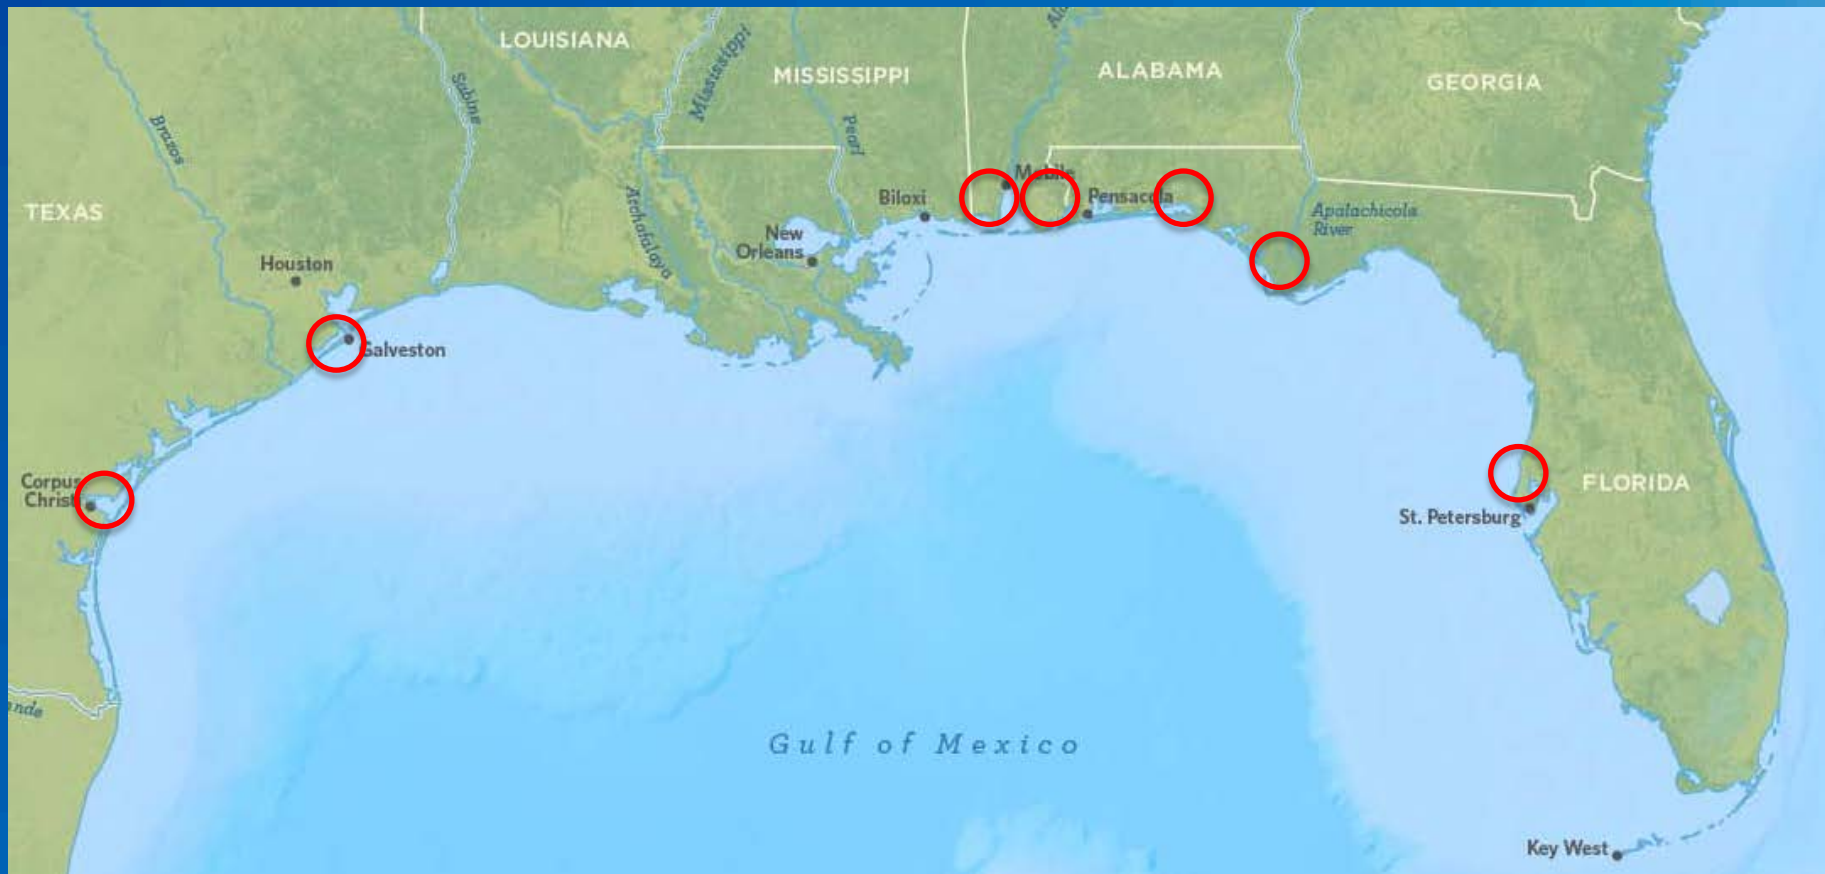 LOUISIANA
MISSISSIPPI
ALABAMA
GEORGIA
Mississippi
Sabine
Brazos
Pearl
TEXAS
Mobile
Biloxi
Pensacola
Archafalaya
Apalachicola
River
New
Orleans
Houston
Galveston
Corpus
Christi
FLORIDA
St. Petersburg
Gulf of Mexico
Key West